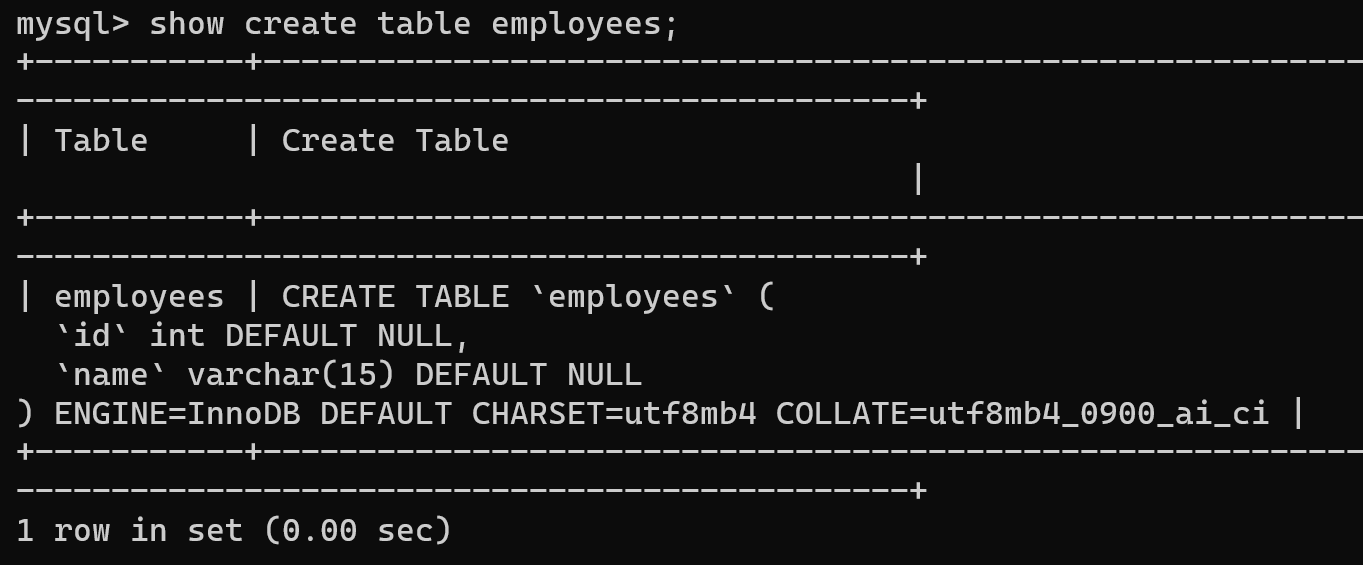 mysql> show create table employees;
+-----------+----------------------------------------------------------
-----------------------------------------------+
| Table     | Create Table
                                               |
+-----------+----------------------------------------------------------
-----------------------------------------------+
| employees | CREATE TABLE `employees` (
  `id` int DEFAULT NULL,
  `name` varchar(15) DEFAULT NULL
) ENGINE=InnoDB DEFAULT CHARSET=utf8mb4 COLLATE=utf8mb4_0900_ai_ci |
+-----------+----------------------------------------------------------
-----------------------------------------------+
1 row in set (0.00 sec)